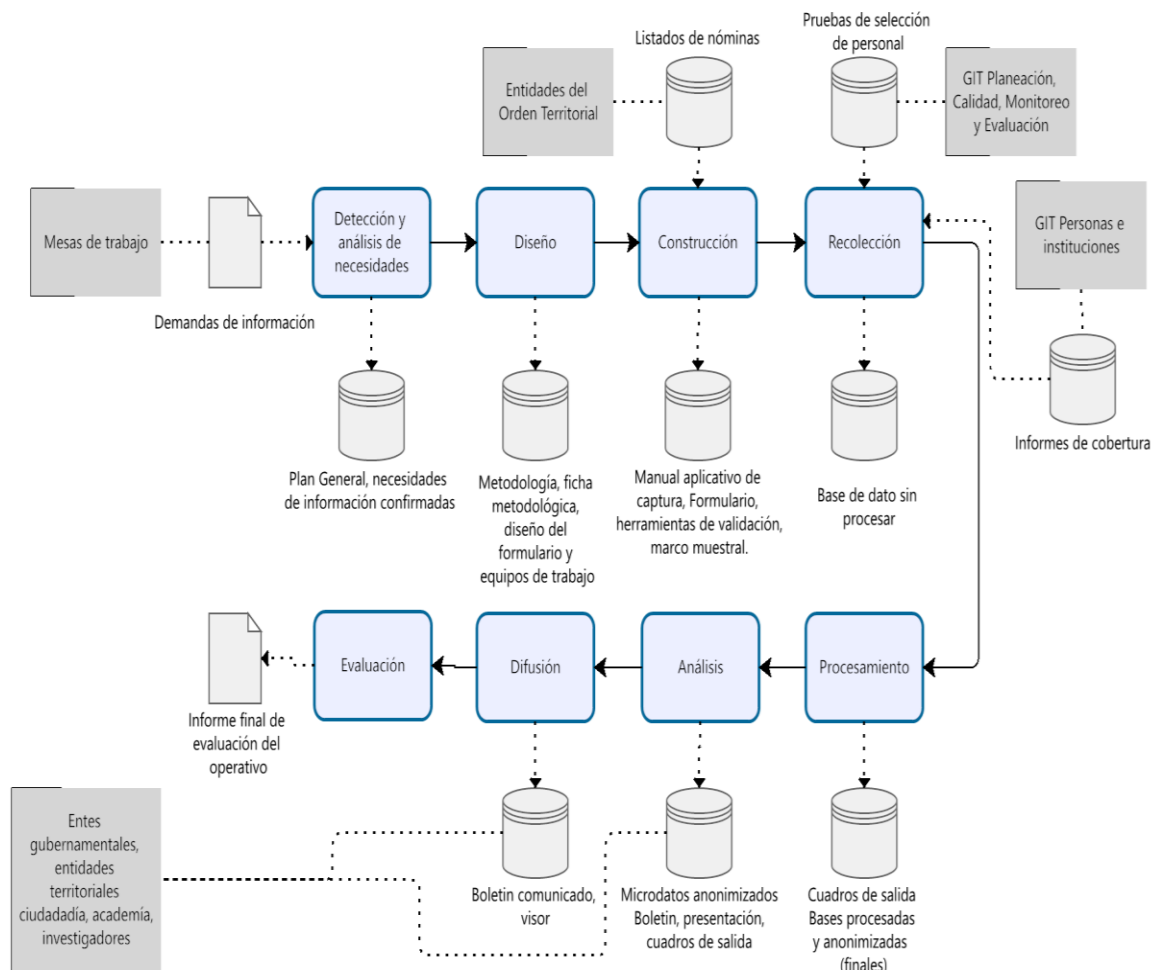 Listados de nóminas
Pruebas de selección
de personal
Entidades del
Orden Territorial
GIT Planeación,
Calidad, Monitoreo
y Evaluación
Mesas de trabajo
Demandas de información
Detección y
análisis de
necesidades
Diseño
Construcción
Recolección
GIT Personas e
instituciones
Informes de cobertura
Plan General, necesidades
de información confirmadas
Metodología, ficha
metodológica,
diseño del
formulario y
equipos de trabajo
Manual aplicativo de
captura, Formulario,
herramientas de validación,
marco muestral.
Base de dato sin
procesar
Evaluación
Difusión
Análisis
Procesamiento
Informe final de
evaluación del
operativo
Entes
gubernamentales,
entidades
territoriales
ciudadadía, academía,
investigadores
Boletin comunicado,
visor
Microdatos anonimizados
Boletin, presentación,
cuadros de salida
Cuadros de salida
Bases procesadas
y anonimizadas
(finales)